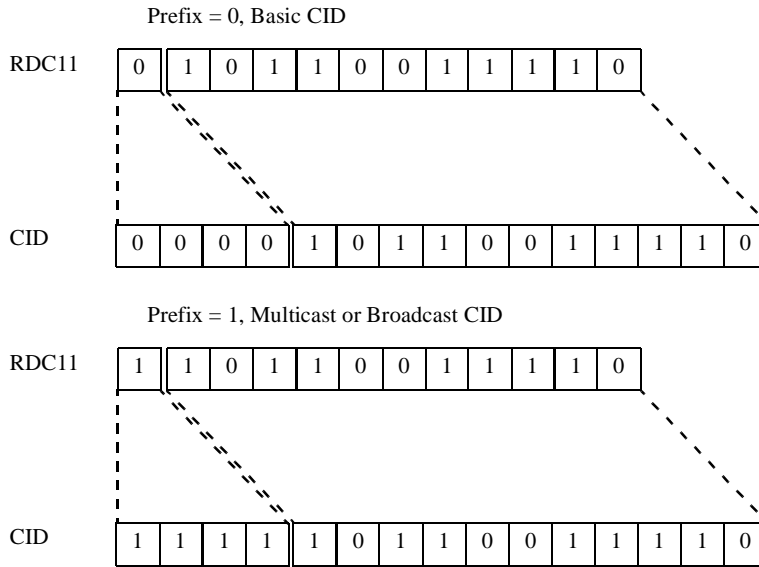 Prefix = 0, Basic CID
RDC11 0 1 0 1 1 0 0 1 1 1 1 0
CID 0 0 0 0 1 0 1 1 0 0 1 1 1 1 0
Prefix = 1, Multicast or Broadcast CID
RDC11 1 1 0 1 1 0 0 1 1 1 1 0
CID 1 1 1 1 1 0 1 1 0 0 1 1 1 1 0